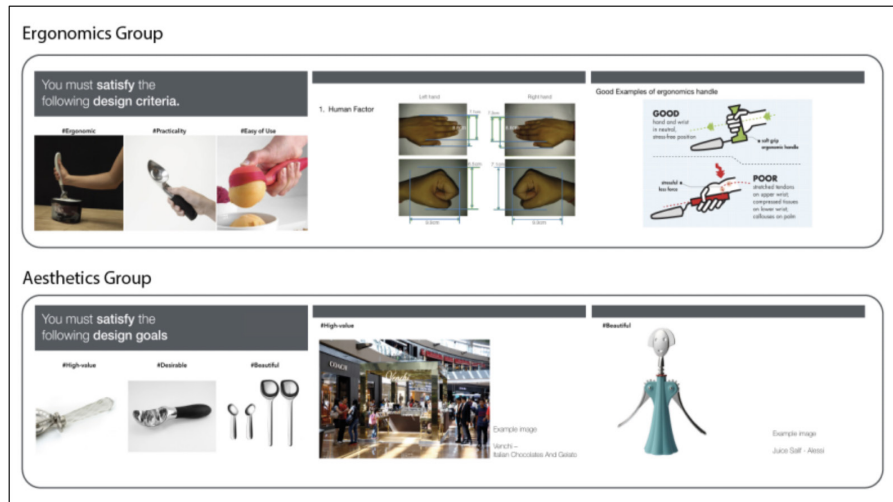 Ergonomics Group
You must satisfy the
following design criteria.
#Ergonomic
#Practicality
#Easy of Use
1. Human Factor
Left hand
Right hand
Good Examples of ergonomics handle
GOOD
hand and wrist
in neutral,
stress-free position
a soft grip
ergonomic handle
POOR
stretched tendons
on upper wrist;
compressed tissues
on lower wrist;
callouses on palm
Aesthetics Group
You must satisfy the
following design goals
#High-value
#Desirable
#Beautiful
#High-value
COACH
Venchi
Example image
Venchi –
Italian Chocolates And Gelato
#Beautiful
Example image
Juice Salif - Alessi